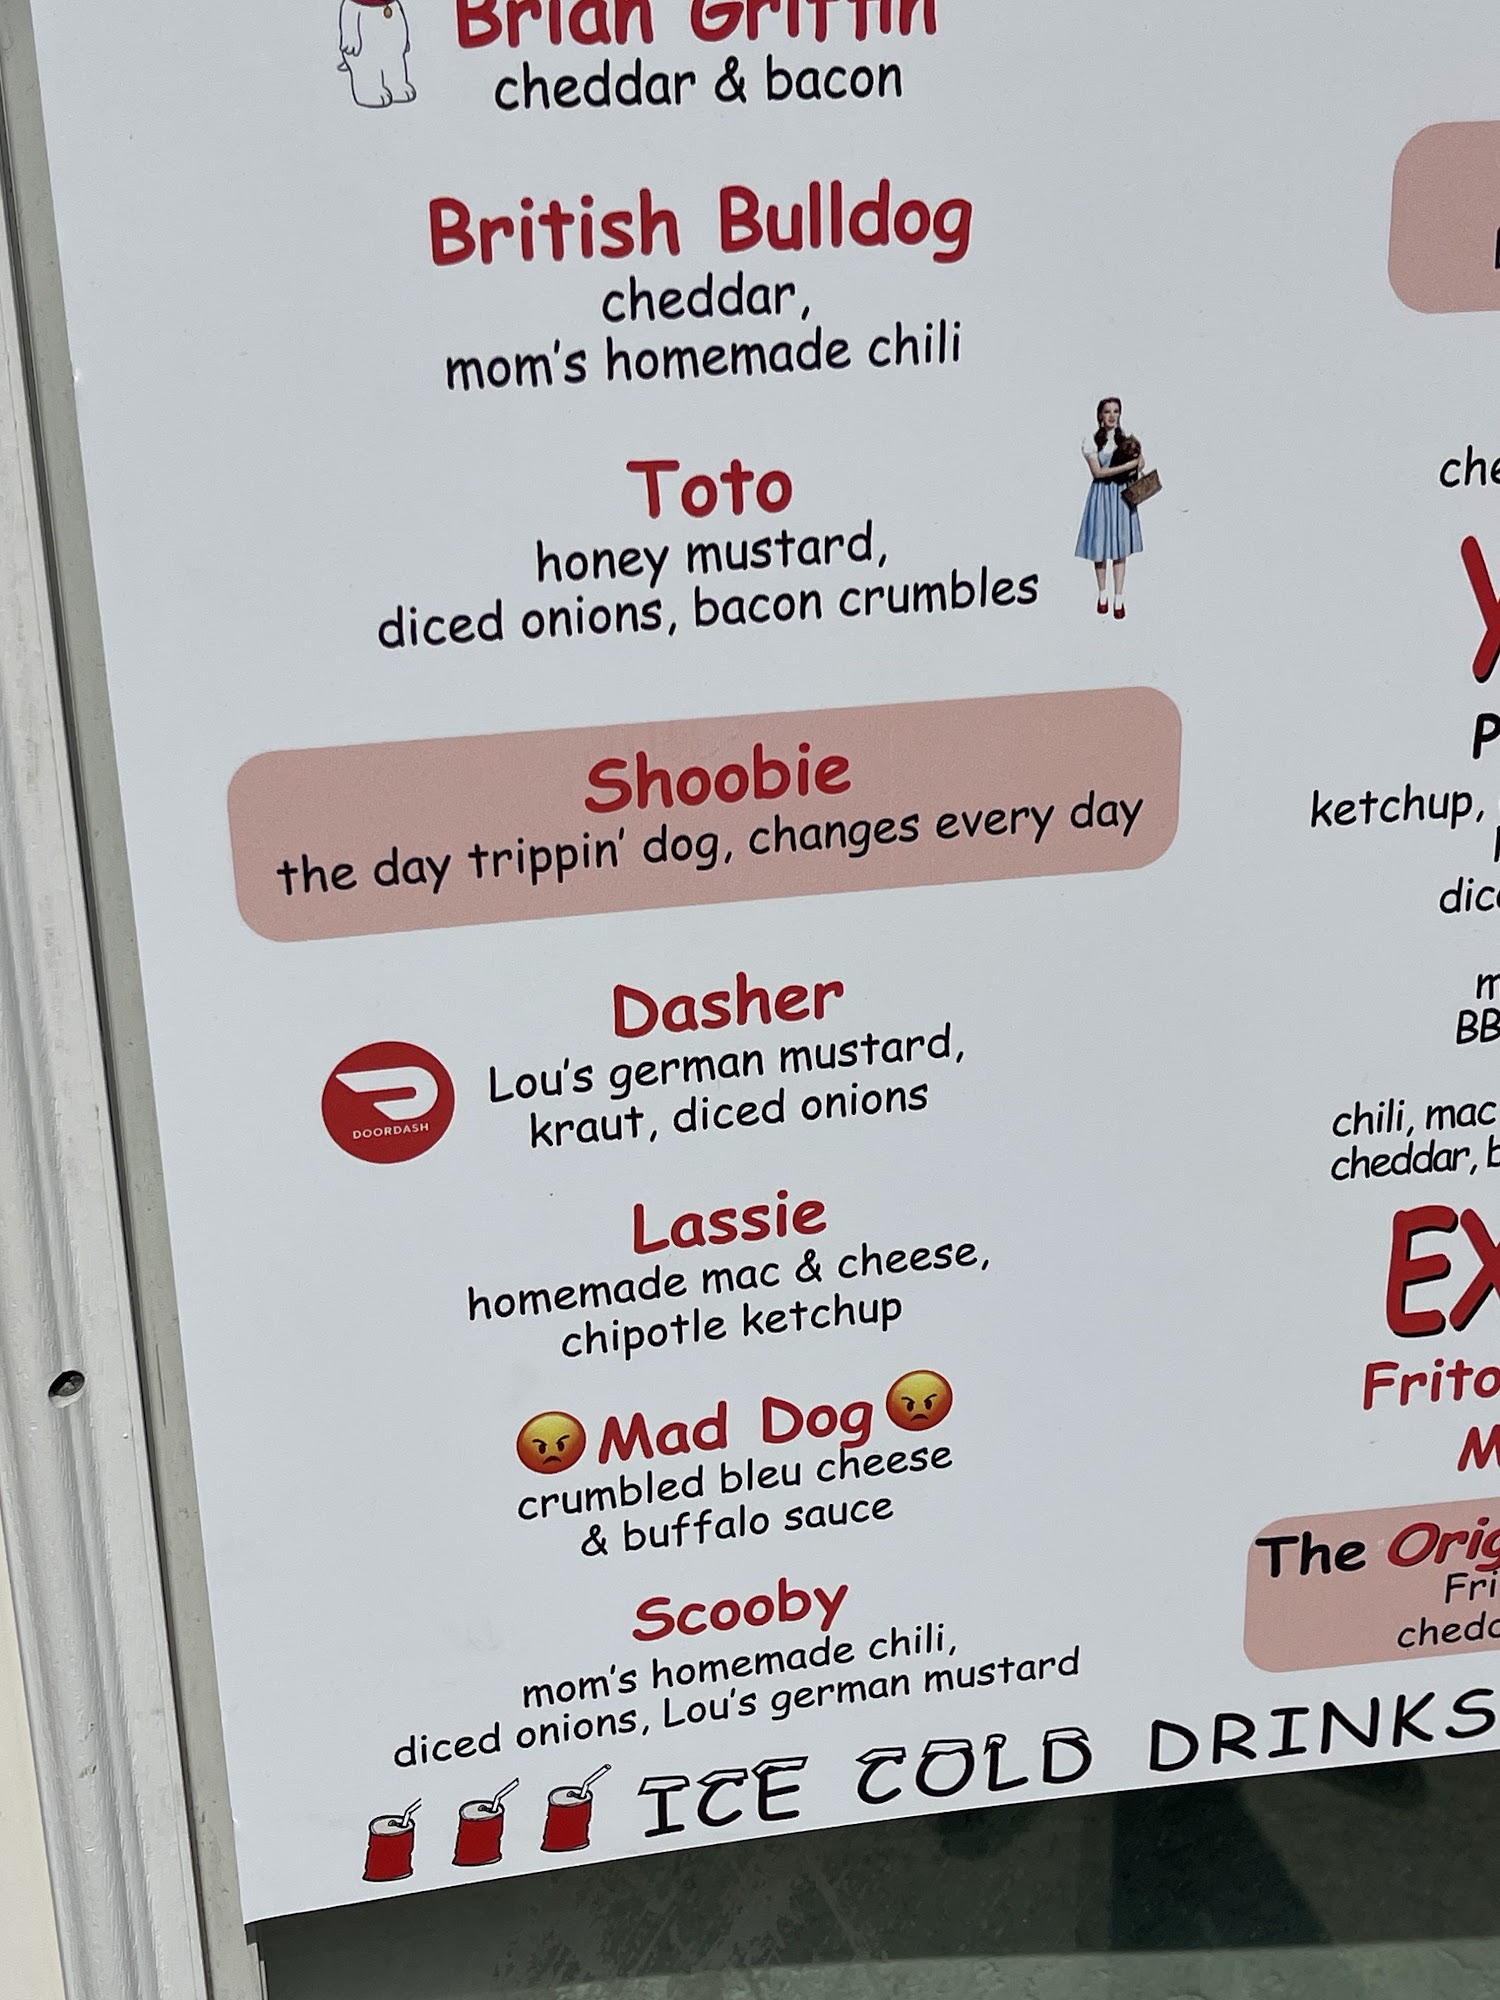 Brian Griffin
cheddar & bacon
British Bulldog
cheddar,
mom's homemade chili
Toto
honey mustard,
diced onions, bacon crumbles
Shoobie
the day trippin' dog, changes every day
Dasher
Lou's german mustard,
kraut, diced onions
DOORDASH
Lassie
homemade mac & cheese,
chipotle ketchup
Mad Dog
crumbled bleu cheese
& buffalo sauce
Scooby
mom's homemade chili,
diced onions, Lou's german mustard
ICE COLD DRINKS
ketchup,
chili, mac
cheddar,
The